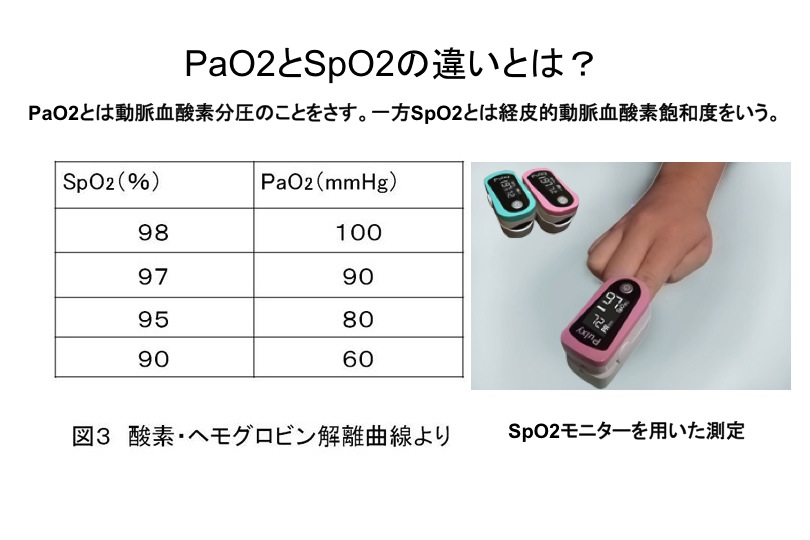 PaO2とSpO2の違いとは？
PaO2とは動脈血酸素分圧のことをさす。一方SpO2とは経皮的動脈血酸素飽和度をいう。
SpO2（％） PaO2（mmHg）
98 100
97 90
95 80
90 60
図３ 酸素・ヘモグロビン解離曲線より
Pulxy
SpO2モニターを用いた測定